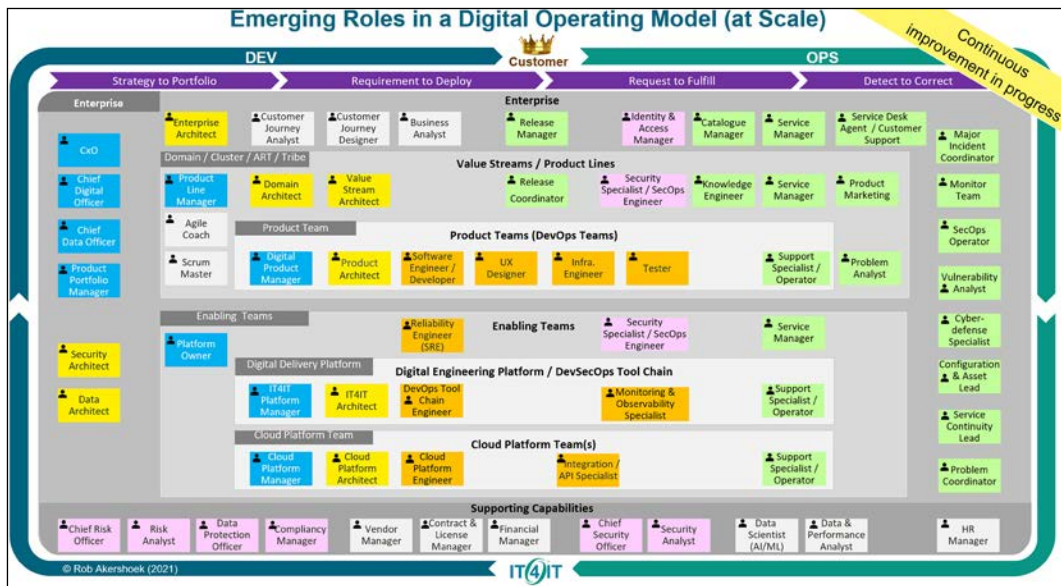 Emerging Roles in a Digital Operating Model (at Scale)
Continuous
improvement in progress
DEV
Customer
OPS
Strategy to Portfolio
Requirement to Deploy
Request to Fulfill
Detect to Correct
Enterprise
Enterprise
CxO
Chief
Digital
Officer
Chief
Data Officer
Product
Portfolio
Manager
Security
Architect
Data
Architect
Enterprise
Architect
Customer
Journey
Analyst
Customer
Journey
Designer
Business
Analyst
Release
Manager
Identity &
Access
Manager
Catalogue
Manager
Service
Manager
Service Desk
Agent / Customer
Support
Major
Incident
Coordinator
Monitor
Team
SecOps
Operator
Vulnerability
Analyst
Cyber-
defense
Specialist
Configuration
& Asset
Lead
Service
Continuity
Lead
Problem
Coordinator
Domain / Cluster / ART / Tribe
Value Streams / Product Lines
Product
Line
Manager
Domain
Architect
Value
Stream
Architect
Release
Coordinator
Security
Specialist / SecOps
Engineer
Knowledge
Engineer
Service
Manager
Product
Marketing
Agile
Coach
Scrum
Master
Product Team
Product Teams (DevOps Teams)
Digital
Product
Manager
Product
Architect
Software
Engineer /
Developer
UX
Designer
Infra.
Engineer
Tester
Support
Specialist /
Operator
Problem
Analyst
Enabling Teams
Enabling Teams
Platform
Owner
Reliability
Engineer
(SRE)
Security
Specialist / SecOps
Engineer
Service
Manager
Digital Delivery Platform
Digital Engineering Platform / DevSecOps Tool Chain
IT4IT
Platform
Manager
IT4IT
Architect
DevOps Tool
Chain
Engineer
Monitoring &
Observability
Specialist
Support
Specialist /
Operator
Cloud Platform Team
Cloud Platform Team(s)
Cloud
Platform
Manager
Cloud
Platform
Architect
Cloud
Platform
Engineer
Integration /
API Specialist
Support
Specialist /
Operator
Supporting Capabilities
Chief Risk
Officer
Risk
Analyst
Data
Protection
Officer
Compliancy
Manager
Vendor
Manager
Contract &
License
Manager
Financial
Manager
Chief
Security
Officer
Security
Analyst
Data
Scientist
(AI/ML)
Data &
Performance
Analyst
HR
Manager
© Rob Akershoek (2021)
IT4IT